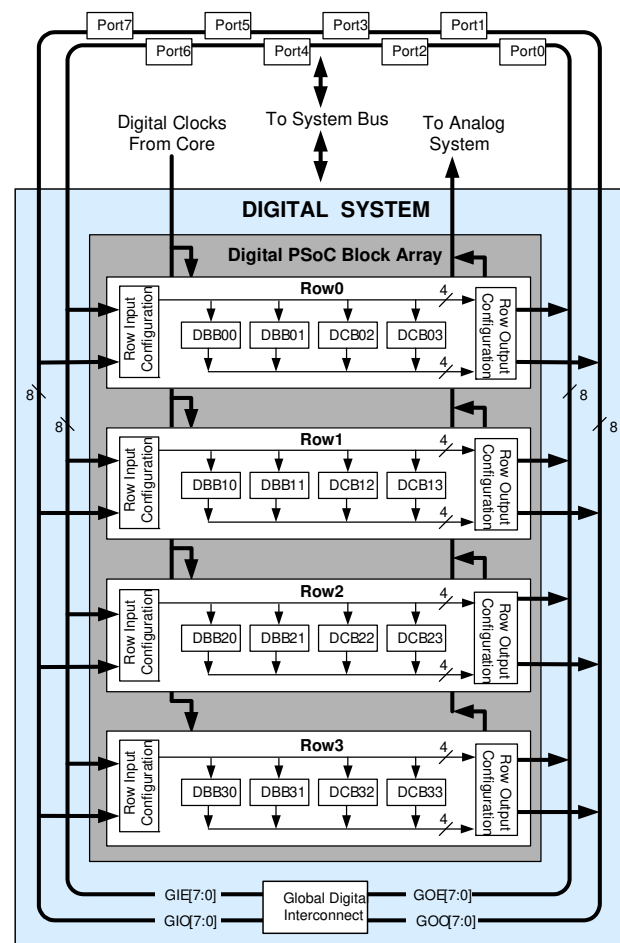 Port7 Port5 Port3 Port1
Port6 Port4 Port2 Port0
Digital Clocks
From Core
To System Bus
To Analog
System
DIGITAL SYSTEM
Digital PSoC Block Array
Row0
Row Input
Configuration
4
DBB00 DBB01 DCB02 DCB03
4
Row Output
Configuration
8
8
8
8
Row1
Row Input
Configuration
4
DBB10 DBB11 DCB12 DCB13
4
Row Output
Configuration
Row2
Row Input
Configuration
4
DBB20 DBB21 DCB22 DCB23
4
Row Output
Configuration
Row3
Row Input
Configuration
4
DBB30 DBB31 DCB32 DCB33
4
Row Output
Configuration
GIE[7:0]
GIO[7:0]
Global Digital
Interconnect
GOE[7:0]
GOO[7:0]